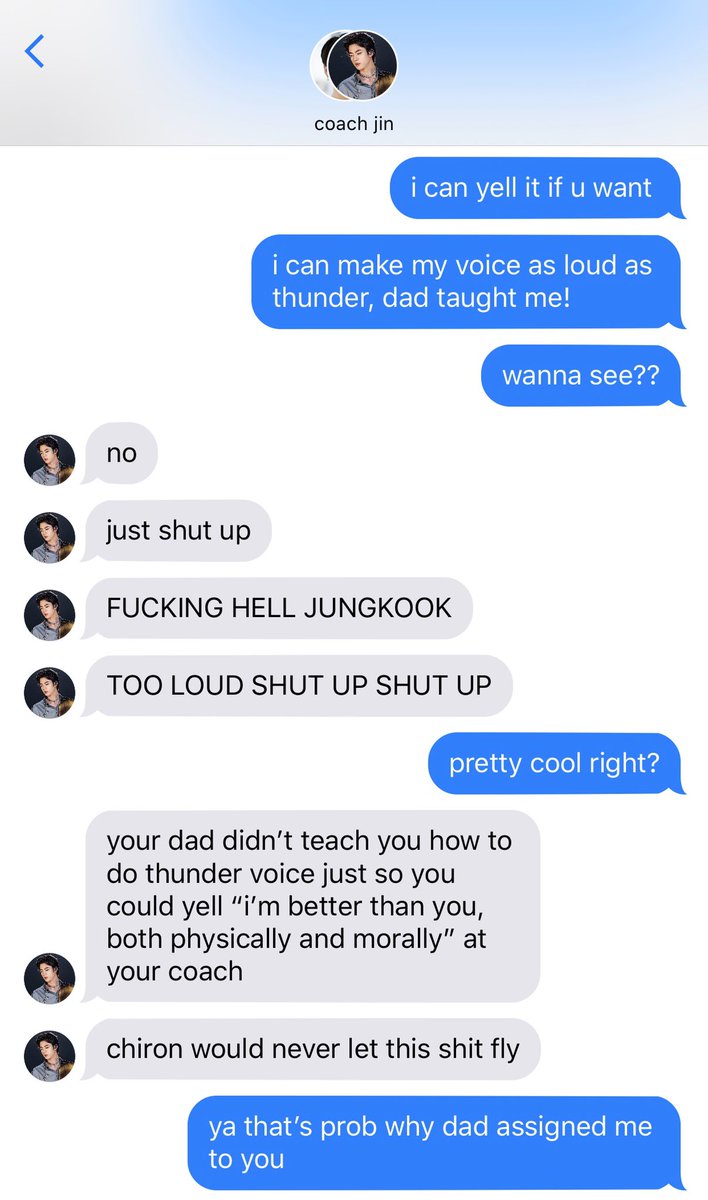 coach jin
i can yell it if u want
i can make my voice as loud as
thunder, dad taught me!
wanna see??
no
just shut up
FUCKING HELL JUNGKOOK
TOO LOUD SHUT UP SHUT UP
pretty cool right?
your dad didn’t teach you how to
do thunder voice just so you
could yell “i’m better than you,
both physically and morally” at
your coach
chiron would never let this shit fly
ya that’s prob why dad assigned me
to you